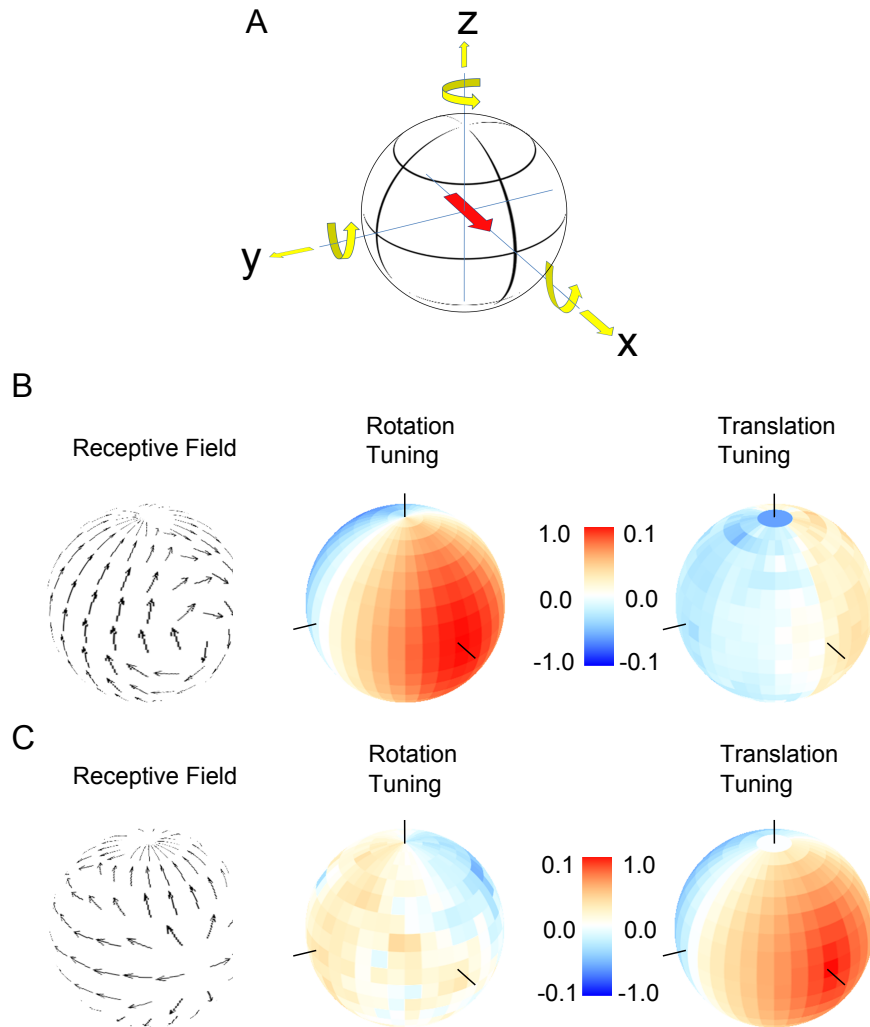 A
z
y
x
B
Receptive Field
Rotation
Tuning
Translation
Tuning
1.0 0.1
0.0 0.0
-1.0 -0.1
C
Receptive Field
Rotation
Tuning
Translation
Tuning
0.1 1.0
0.0 0.0
-0.1 -1.0